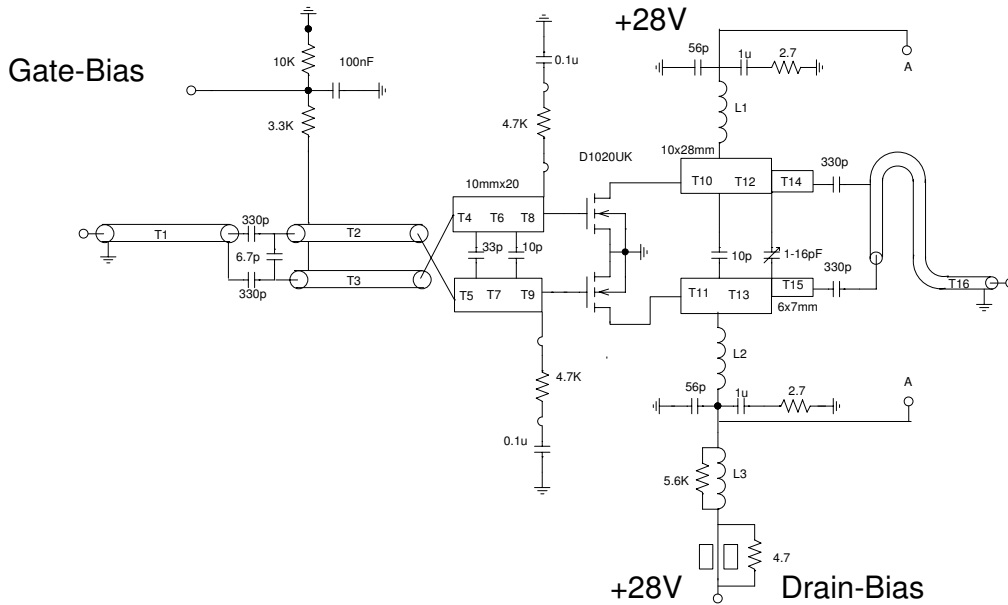 +28V
56p
1u
2.7
A
Gate-Bias
10K
100nF
0.1u
3.3K
4.7K
L1
D1020UK
10x28mm
10mmx20
T10
T12
T14
330p
330p
T1
T2
T4
T6
T8
6.7p
33p
10p
10p
1-16pF
330p
T3
330p
T5
T7
T9
T11
T13
T15
6x7mm
T16
L2
4.7K
56p
1u
2.7
A
0.1u
5.6K
L3
4.7
+28V
Drain-Bias